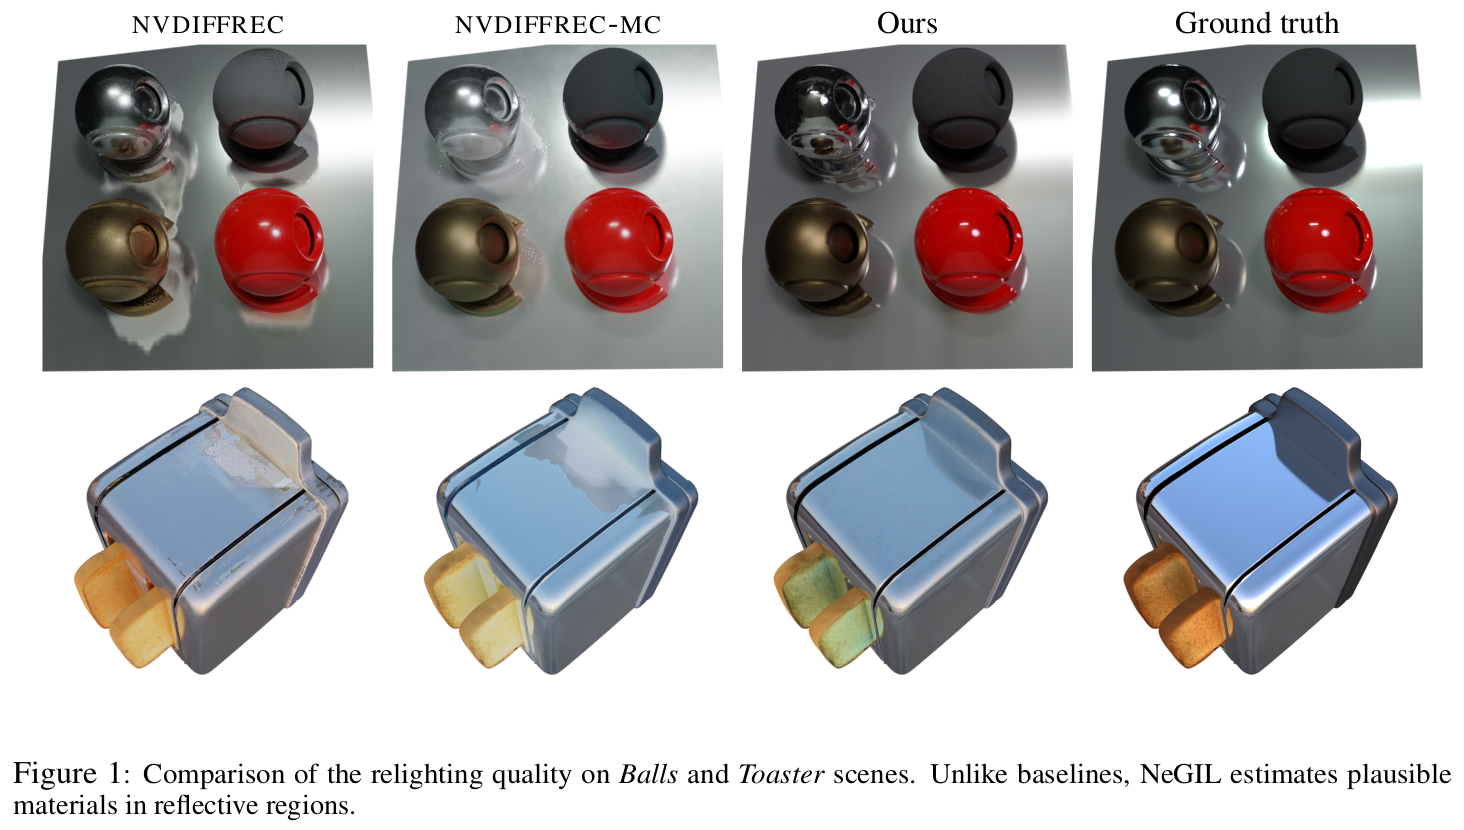 NVDIFFREC NVDIFFREC-MC Ours Ground truth
Figure 1: Comparison of the relighting quality on Balls and Toaster scenes. Unlike baselines, NeGIL estimates plausible
materials in reflective regions.